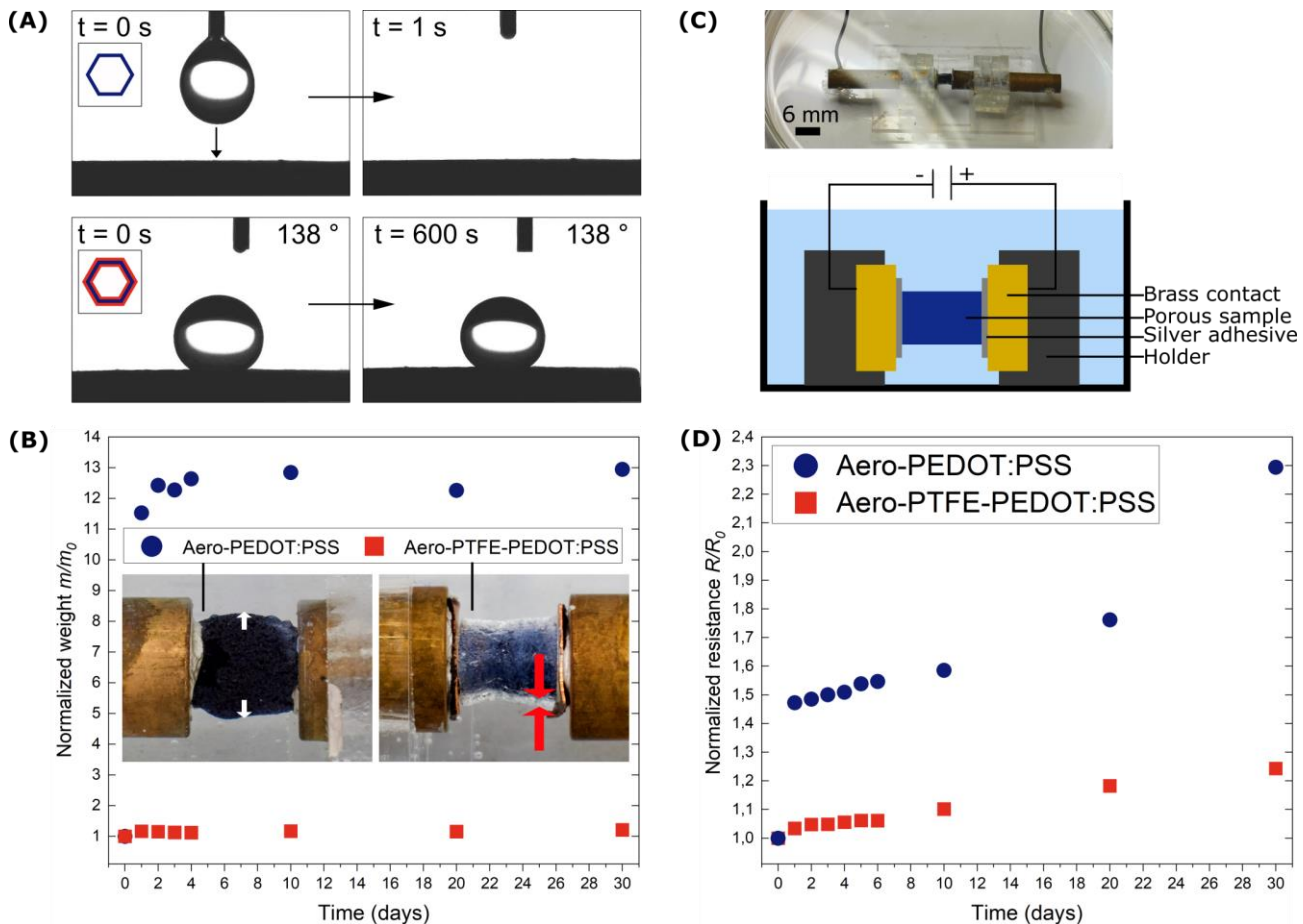 (A)
t = 0 s
t = 1 s
t = 0 s
138 °
t = 600 s
138 °
(B)
14
13
12
11
10
9
8
7
6
5
4
3
2
1
Normalized weight m/m0
Aero-PEDOT:PSS
Aero-PTFE-PEDOT:PSS
0 2 4 6 8 10 12 14 16 18 20 22 24 26 28 30
Time (days)
(C)
6 mm
- +
Brass contact
Porous sample
Silver adhesive
Holder
(D)
2,4
2,3
2,2
2,1
2,0
1,9
1,8
1,7
1,6
1,5
1,4
1,3
1,2
1,1
1,0
Normalized resistance R/R0
Aero-PEDOT:PSS
Aero-PTFE-PEDOT:PSS
0 2 4 6 8 10 12 14 16 18 20 22 24 26 28 30
Time (days)